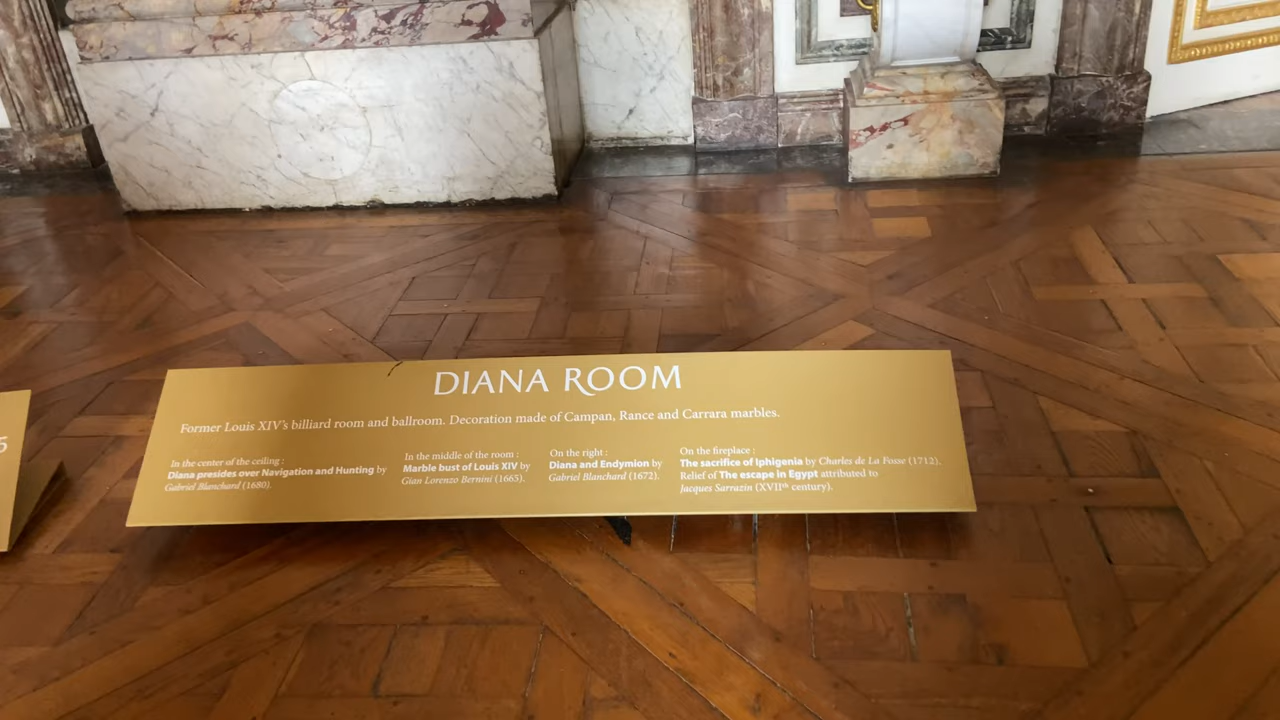 DIANA ROOM
Former Louis XIV's billiard room and ballroom. Decoration made of Campan, Rance and Carrara marbles.
In the center of the ceiling :
Diana presides over Navigation and Hunting by
Gabriel Blanchard (1680).
In the middle of the room :
Marble bust of Louis XIV by
Gian Lorenzo Bernini (1665).
On the right :
Diana and Endymion by
Gabriel Blanchard (1672).
On the fireplace :
The sacrifice of Iphigenia by Charles de La Fosse (1712).
Relief of The escape in Egypt attributed to
Jacques Sarrazin (XVIIth century).